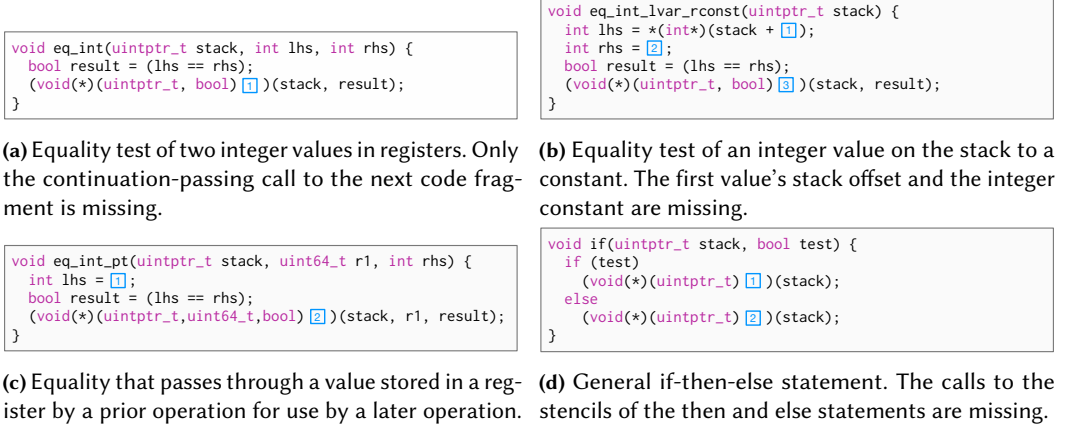 void eq_int(uintptr_t stack, int lhs, int rhs) {
bool result = (lhs == rhs);
(void(*)(uintptr_t, bool) 1 )(stack, result);
}
(a) Equality test of two integer values in registers. Only
the continuation-passing call to the next code frag-
ment is missing.
void eq_int_lvar_rconst(uintptr_t stack) {
int lhs = *(int*)(stack + 1 );
int rhs = 2 ;
bool result = (lhs == rhs);
(void(*)(uintptr_t, bool) 3 )(stack, result);
}
(b) Equality test of an integer value on the stack to a
constant. The first value's stack offset and the integer
constant are missing.
void eq_int_pt(uintptr_t stack, uint64_t r1, int rhs) {
int lhs = 1 ;
bool result = (lhs == rhs);
(void(*)(uintptr_t,uint64_t,bool) 2 )(stack, r1, result);
}
(c) Equality that passes through a value stored in a reg-
ister by a prior operation for use by a later operation.
void if(uintptr_t stack, bool test) {
if (test)
(void(*)(uintptr_t) 1 )(stack);
else
(void(*)(uintptr_t) 2 )(stack);
}
(d) General if-then-else statement. The calls to the
stencils of the then and else statements are missing.